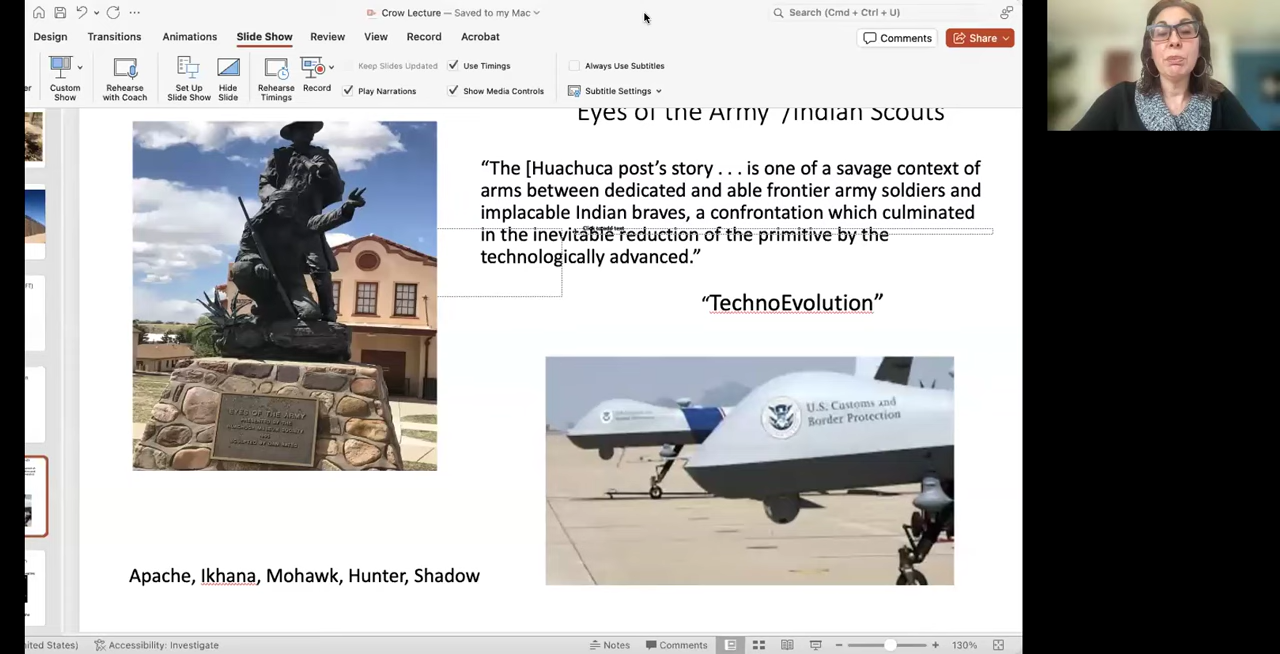 Crow Lecture — Saved to my Mac
Search (Cmd + Ctrl + U)
Design Transitions Animations Slide Show Review View Record Acrobat
Comments
Share
Custom Show
Rehearse with Coach
Set Up Slide Show
Hide Slide
Rehearse Timings
Record
Keep Slides Updated
Play Narrations
Use Timings
Show Media Controls
Always Use Subtitles
Subtitle Settings
Eyes of the Army /Indian Scouts
“The [Huachuca post’s story . . . is one of a savage context of
arms between dedicated and able frontier army soldiers and
implacable Indian braves, a confrontation which culminated
in the inevitable reduction of the primitive by the
technologically advanced.”
“TechnoEvolution”
EYES OF THE ARMY
PRESENTED BY THE
U.S. Customs and
Border Protection
Apache, Ikhana, Mohawk, Hunter, Shadow
ited States)
Accessibility: Investigate
Notes
Comments
130%